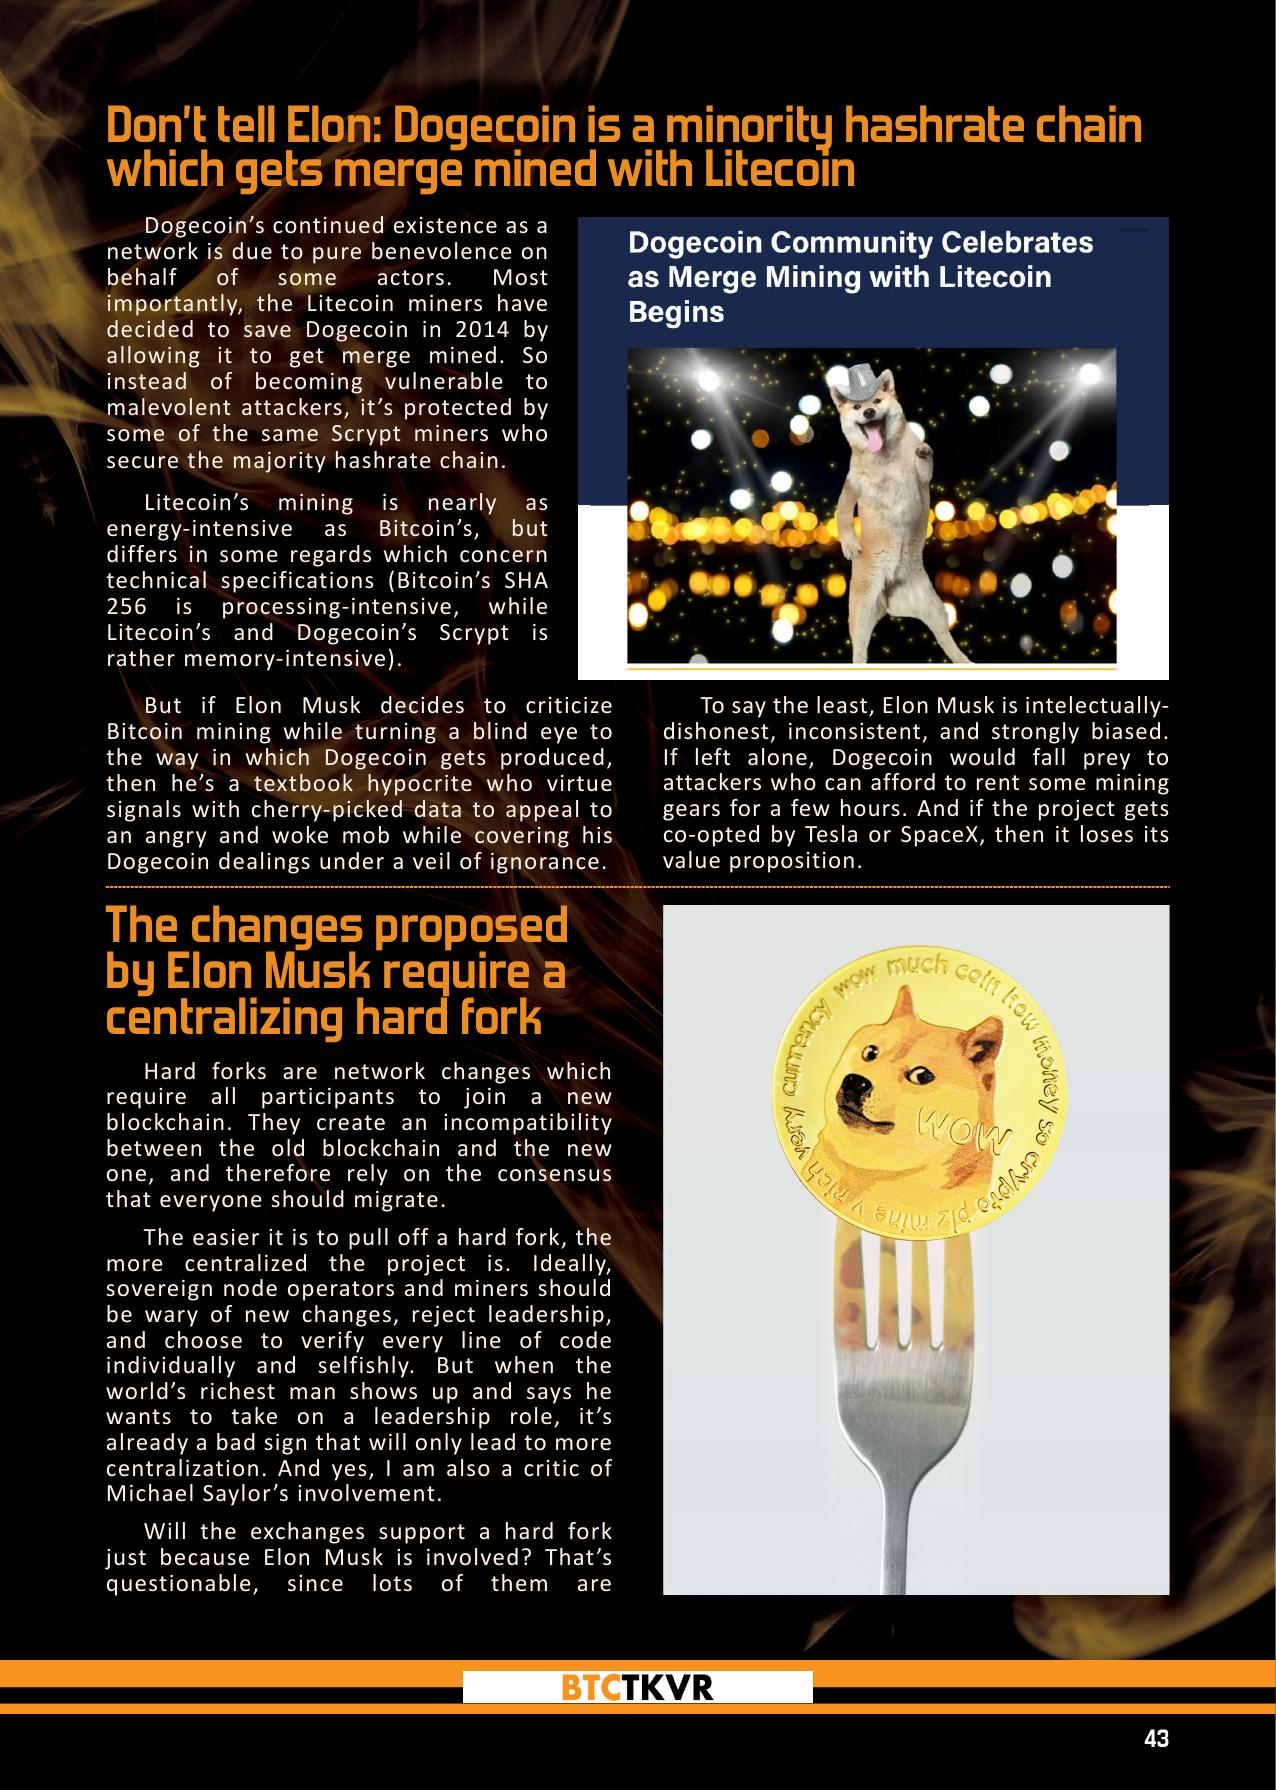 Don't tell Elon: Dogecoin is a minority hashrate chain
which gets merge mined with Litecoin
Dogecoin’s continued existence as a
network is due to pure benevolence on
behalf of some actors. Most
importantly, the Litecoin miners have
decided to save Dogecoin in 2014 by
allowing it to get merge mined. So
instead of becoming vulnerable to
malevolent attackers, it’s protected by
some of the same Scrypt miners who
secure the majority hashrate chain.
Litecoin’s mining is nearly as
energy-intensive as Bitcoin’s, but
differs in some regards which concern
technical specifications (Bitcoin’s SHA
256 is processing-intensive, while
Litecoin’s and Dogecoin’s Scrypt is
rather memory-intensive).
Dogecoin Community Celebrates
as Merge Mining with Litecoin
Begins
But if Elon Musk decides to criticize
Bitcoin mining while turning a blind eye to
the way in which Dogecoin gets produced,
then he’s a textbook hypocrite who virtue
signals with cherry-picked data to appeal to
an angry and woke mob while covering his
Dogecoin dealings under a veil of ignorance.
To say the least, Elon Musk is intelectually-
dishonest, inconsistent, and strongly biased.
If left alone, Dogecoin would fall prey to
attackers who can afford to rent some mining
gears for a few hours. And if the project gets
co-opted by Tesla or SpaceX, then it loses its
value proposition.
The changes proposed
by Elon Musk require a
centralizing hard fork
Hard forks are network changes which
require all participants to join a new
blockchain. They create an incompatibility
between the old blockchain and the new
one, and therefore rely on the consensus
that everyone should migrate.
The easier it is to pull off a hard fork, the
more centralized the project is. Ideally,
sovereign node operators and miners should
be wary of new changes, reject leadership,
and choose to verify every line of code
individually and selfishly. But when the
world’s richest man shows up and says he
wants to take on a leadership role, it’s
already a bad sign that will only lead to more
centralization. And yes, I am also a critic of
Michael Saylor’s involvement.
Will the exchanges support a hard fork
just because Elon Musk is involved? That’s
questionable, since lots of them are
very currency wow much coin how money so crypto plz mine v rich
wow
BTCTKVR
43